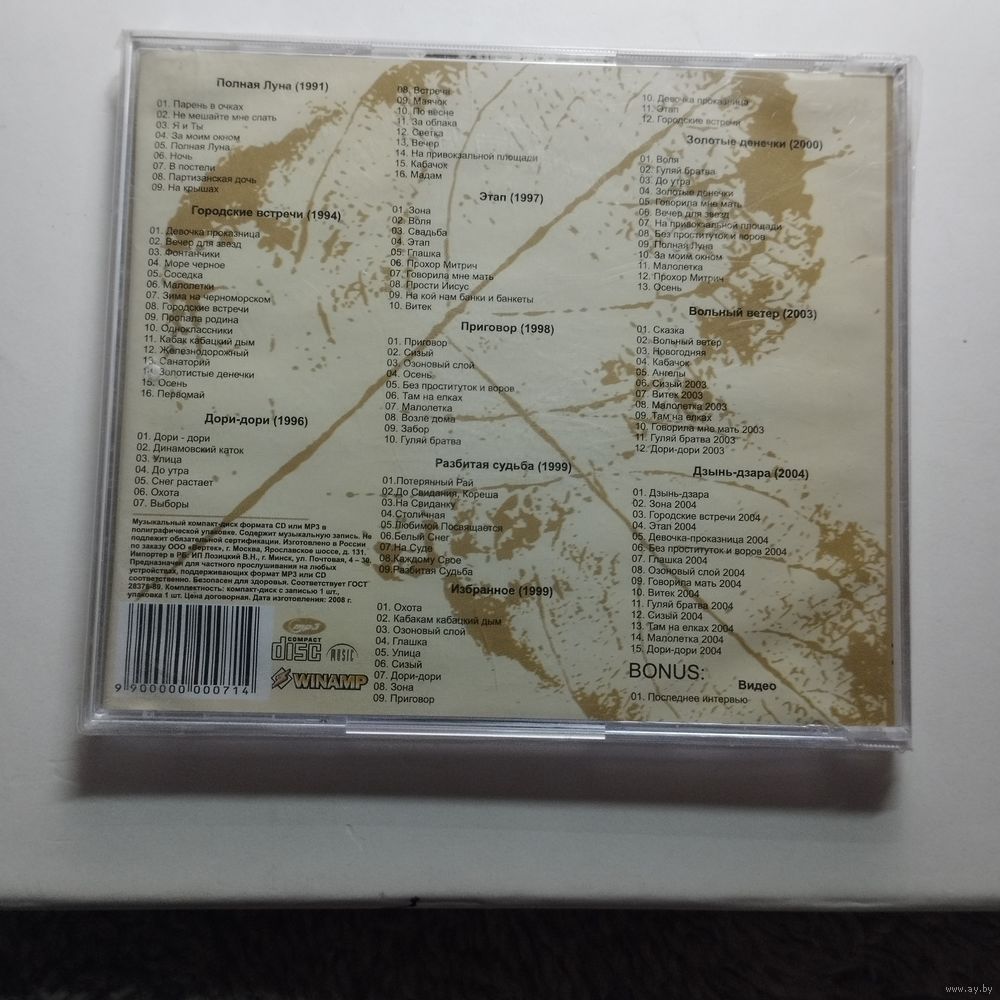 Полная Луна (1991)
01. Парень в очках
02. Не мешайте мне спать
03. Я и Ты
04. За моим окном
05. Полная Луна
06. Ночь
07. В постели
08. Партизанская дочь
09. На крышах
Городские встречи (1994)
01. Девочка проказница
02. Вечер для звезд
03. Фонтанчики
04. Море черное
05. Соседка
06. Малолетки
07. Зима на черноморском
08. Городские встречи
09. Пропала родина
10. Одноклассники
11. Кабак кабацкий дым
12. Железнодорожный
13. Санаторий
14. Золотистые денечки
15. Осень
16. Первомай
Дори-дори (1996)
01. Дори - дори
02. Динамовский каток
03. Улица
04. До утра
05. Снег растает
06. Охота
07. Выборы
Музыкальный компакт-диск формата CD или MP3 в
полиграфической упаковке. Содержит музыкальную запись. Не
подлежит обязательной сертификации. Изготовлено в России
по заказу ООО «Вертек», г. Москва, Ярославское шоссе, д. 131.
Импортер в РБ: ИП Лозицкий В.Н., г. Минск, ул. Почтовая, 4 – 30.
Предназначен для частного прослушивания на любых
устройствах, поддерживающих формат MP3 или CD
соответственно. Безопасен для здоровья. Соответствует ГОСТ
28376-89. Комплектность: компакт-диск с записью 1 шт.,
упаковка 1 шт. Цена договорная. Дата изготовления: 2008 г.
9 900000 000714
mp3
COMPACT
disc
MUSIC
WINAMP
08. Встреча
09. Маячок
10. По весне
11. За облака
12. Светка
13. Вечер
14. На привокзальной площади
15. Кабачок
16. Мадам
Этап (1997)
01. Зона
02. Воля
03. Свадьба
04. Этап
05. Глашка
06. Прохор Митрич
07. Говорила мне мать
08. Прости Иисус
09. На кой нам банки и банкеты
10. Витек
Приговор (1998)
01. Приговор
02. Сизый
03. Озоновый слой
04. Осень
05. Без проституток и воров
06. Там на елках
07. Малолетка
08. Возле дома
09. Забор
10. Гуляй братва
Разбитая судьба (1999)
01.Потерянный Рай
02.До Свидания, Кореша
03.На Свиданку
04.Столичная
05.Любимой Посвящается
06.Белый Снег
07.На Суде
08.Каждому Свое
09.Разбитая Судьба
Избранное (1999)
01. Охота
02. Кабакам кабацкий дым
03. Озоновый слой
04. Глашка
05. Улица
06. Сизый
07. Дори-дори
08. Зона
09. Приговор
10. Девочка проказница
11. Этап
12. Городские встречи
Золотые денечки (2000)
01. Воля
02. Гуляй братва
03. До утра
04. Золотые денечки
05. Говорила мне мать
06. Вечер для звезд
07. На привокзальной площади
08. Без проституток и воров
09. Полная Луна
10. За моим окном
11. Малолетка
12. Прохор Митрич
13. Осень
Вольный ветер (2003)
01. Сказка
02. Вольный ветер
03. Новогодняя
04. Кабачок
05. Ангелы
06. Сизый 2003
07. Витек 2003
08. Малолетка 2003
09. Там на елках
10. Говорила мне мать 2003
11. Гуляй братва 2003
12. Дори-дори 2003
Дзынь-дзара (2004)
01. Дзынь-дзара
02. Зона 2004
03. Городские встречи 2004
04. Этап 2004
05. Девочка-проказница 2004
06. Без проституток и воров 2004
07. Глашка 2004
08. Озоновый слой 2004
09. Говорила мать 2004
10. Витек 2004
11. Гуляй братва 2004
12. Сизый 2004
13. Там на елках 2004
14. Малолетка 2004
15. Дори-дори 2004
BONUS:
Видео
01. Последнее интервью
www.ay.by